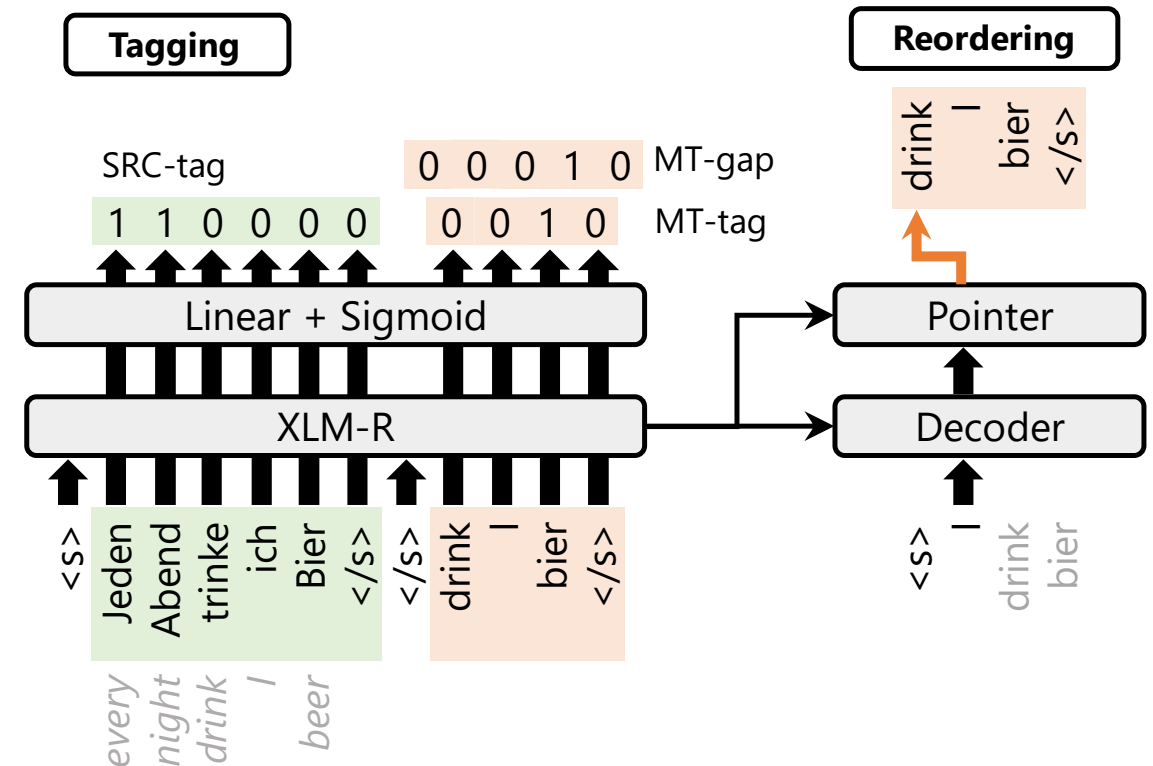 Tagging
Reordering
drink I bier </s>
SRC-tag
0 0 0 1 0 MT-gap
1 1 0 0 0 0
0 0 1 0 MT-tag
Linear + Sigmoid
Pointer
XLM-R
Decoder
<s> Jeden Abend trinke ich Bier </s> </s> drink I bier </s>
<s> I drink bier
every night drink I beer